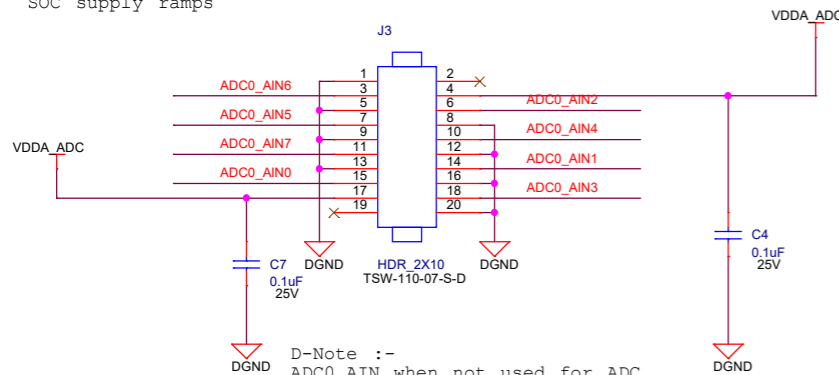 SOC supply ramps
VDDA_ADC
J3
1 2
ADC0_AIN6 3 4
5 6 ADC0_AIN2
ADC0_AIN5 7 8
9 10 ADC0_AIN4
VDDA_ADC ADC0_AIN7 11 12
13 14 ADC0_AIN1
ADC0_AIN0 15 16
17 18 ADC0_AIN3
19 20
C4
0.1uF
25V
C7
0.1uF
25V
DGND HDR_2X10 DGND
TSW-110-07-S-D
DGND
DGND
D-Note :-
ADC0_AIN when not used for ADC